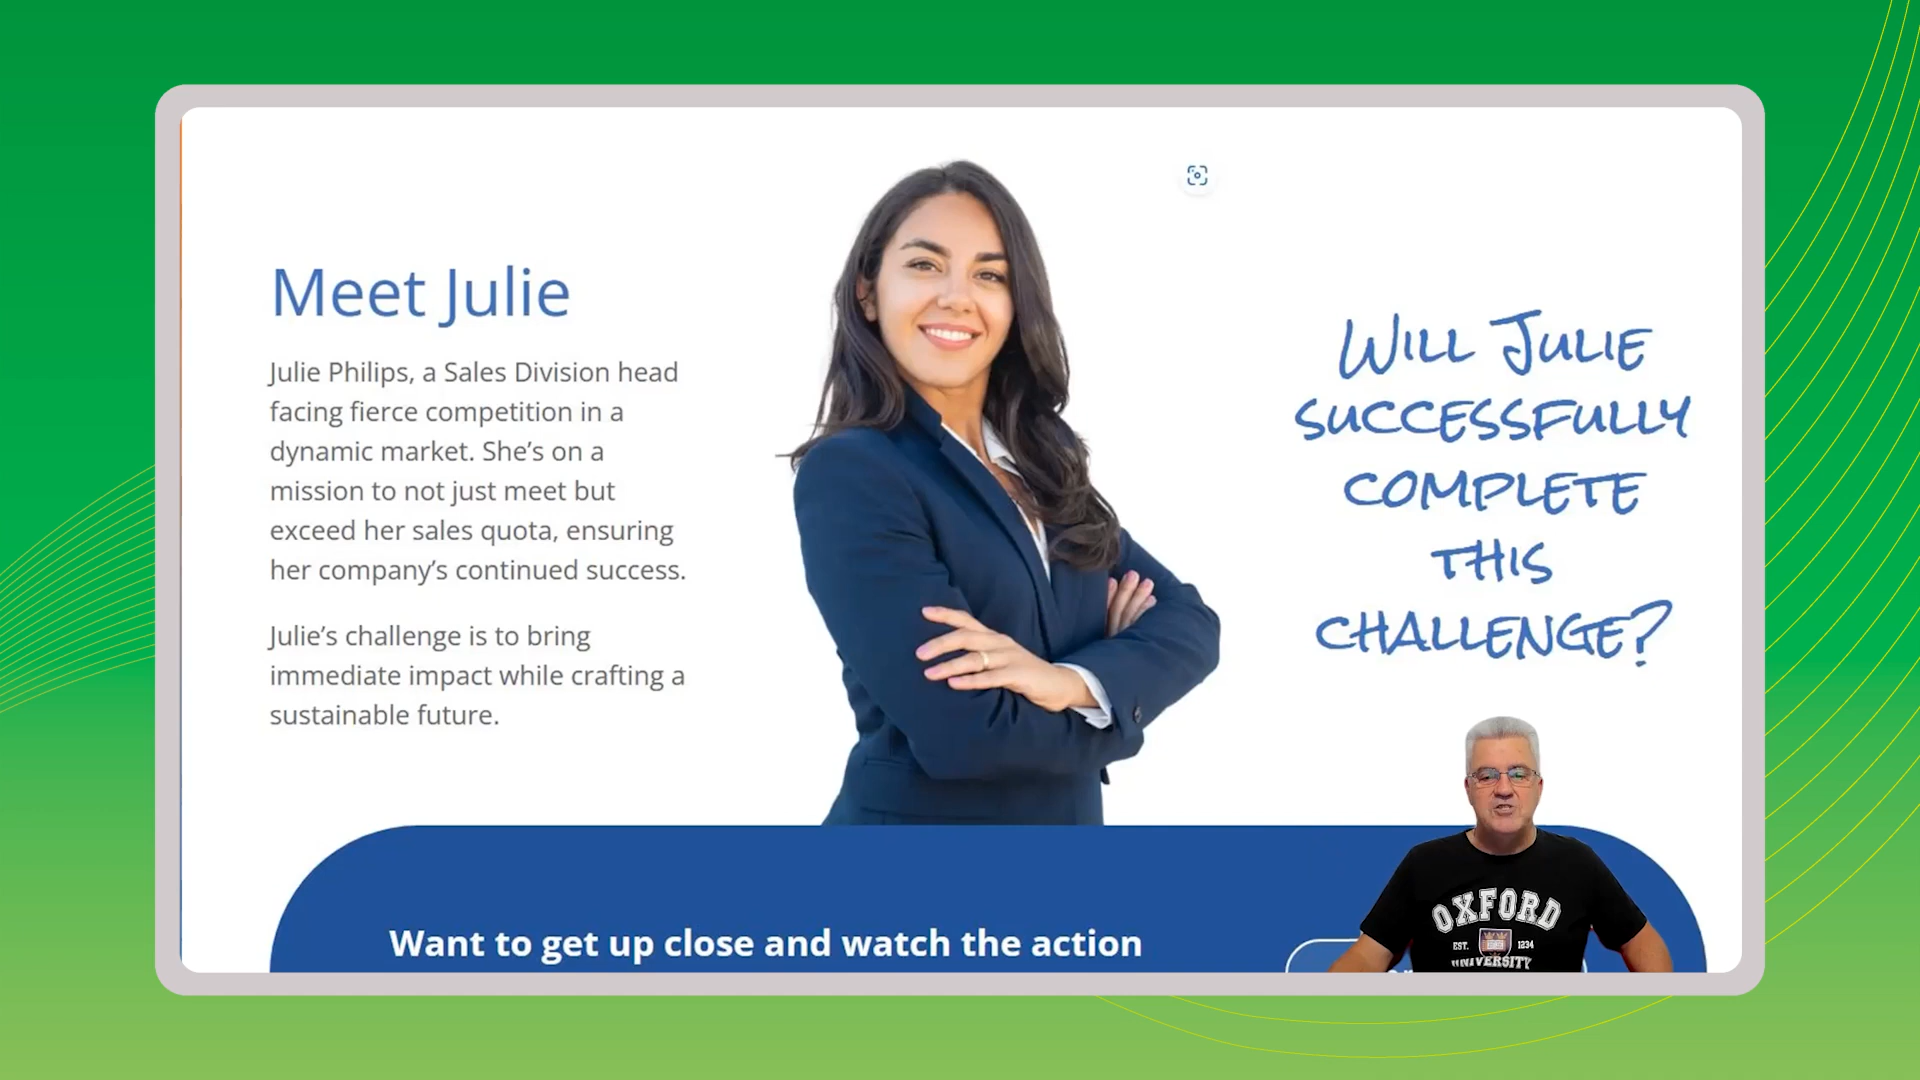 Meet Julie
Julie Philips, a Sales Division head
facing fierce competition in a
dynamic market. She’s on a
mission to not just meet but
exceed her sales quota, ensuring
her company’s continued success.
Julie’s challenge is to bring
immediate impact while crafting a
sustainable future.
WILL JULIE
SUCCESSFULLY
COMPLETE
THIS
CHALLENGE?
Want to get up close and watch the action
OXFORD
EST. 1234
UNIVERSITY